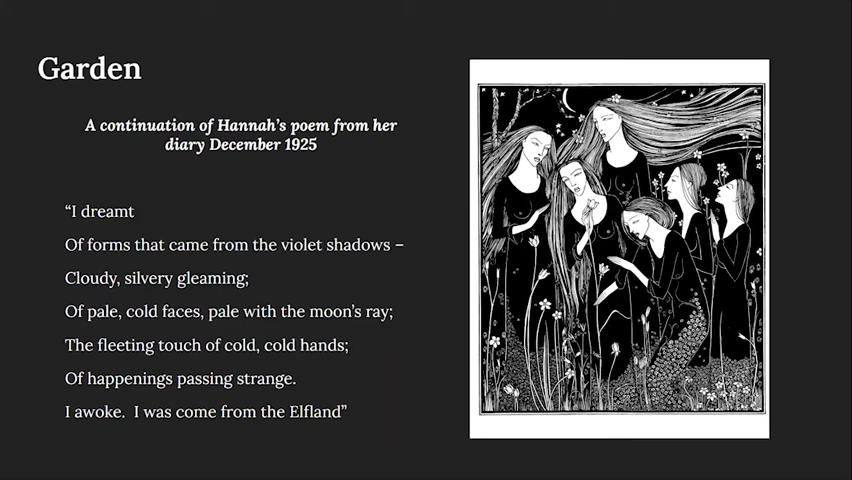 Garden
A continuation of Hannah's poem from her
diary December 1925
“I dreamt
Of forms that came from the violet shadows –
Cloudy, silvery gleaming;
Of pale, cold faces, pale with the moon's ray;
The fleeting touch of cold, cold hands;
Of happenings passing strange.
I awoke.  I was come from the Elfland”